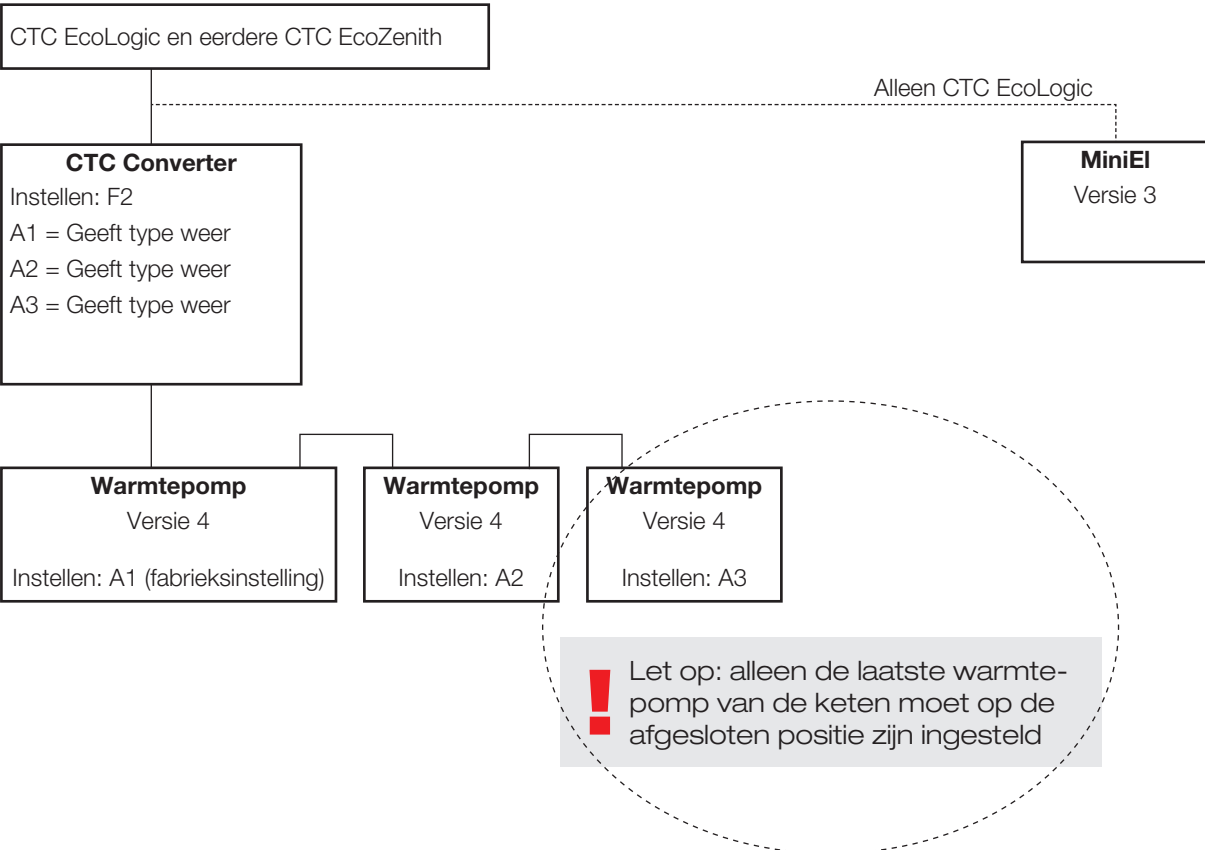 CTC EcoLogic en eerdere CTC EcoZenith
Alleen CTC EcoLogic
CTC Converter
Instellen: F2
A1 = Geeft type weer
A2 = Geeft type weer
A3 = Geeft type weer
MiniEl
Versie 3
Warmtepomp
Versie 4
Instellen: A1 (fabrieksinstelling)
Warmtepomp
Versie 4
Instellen: A2
Warmtepomp
Versie 4
Instellen: A3
! Let op: alleen de laatste warmte-
pomp van de keten moet op de
afgesloten positie zijn ingesteld